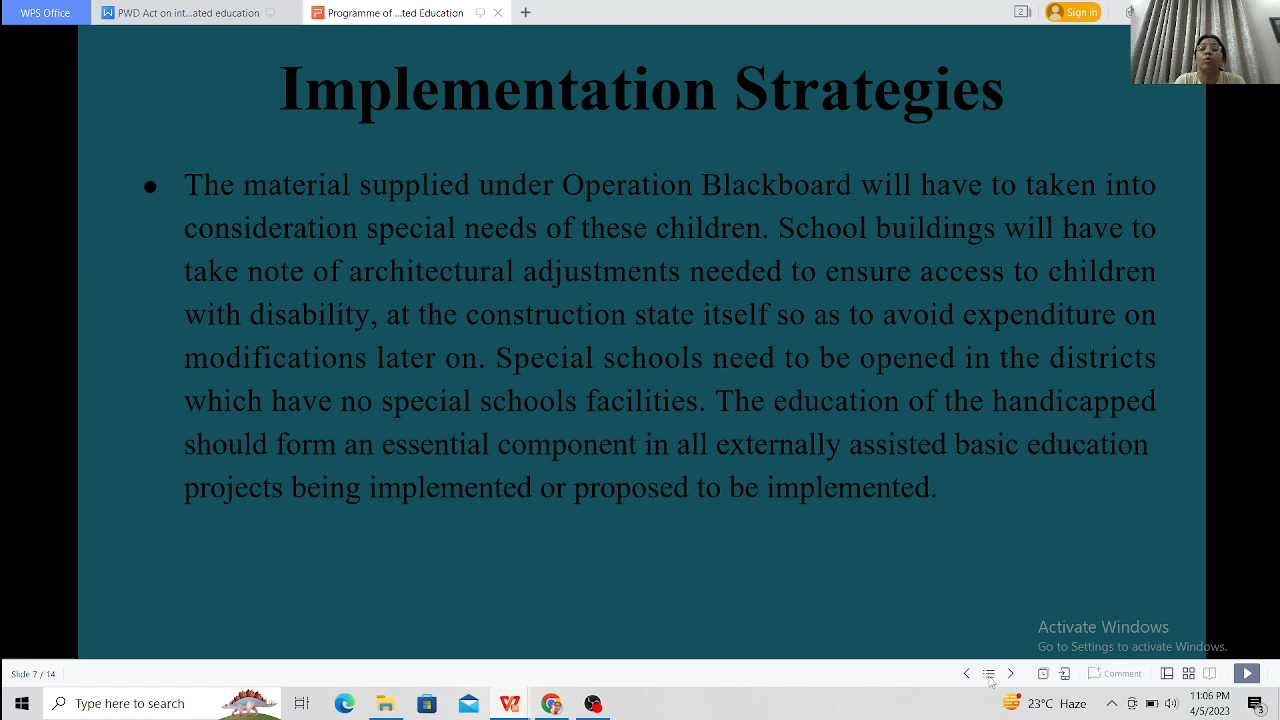 WPS Office
PWD Act on in...t education
Programme of ...ted Education
2
Sign in
Implementation Strategies
The material supplied under Operation Blackboard will have to taken into
consideration special needs of these children. School buildings will have to
take note of architectural adjustments needed to ensure access to children
with disability, at the construction state itself so as to avoid expenditure on
modifications later on. Special schools need to be opened in the districts
which have no special schools facilities. The education of the handicapped
should form an essential component in all externally assisted basic education
projects being implemented or proposed to be implemented.
Activate Windows
Go to Settings to activate Windows.
Slide 7 / 14
Comment
Type here to search
23°C Haze
11:06 PM
4/5/2023
3